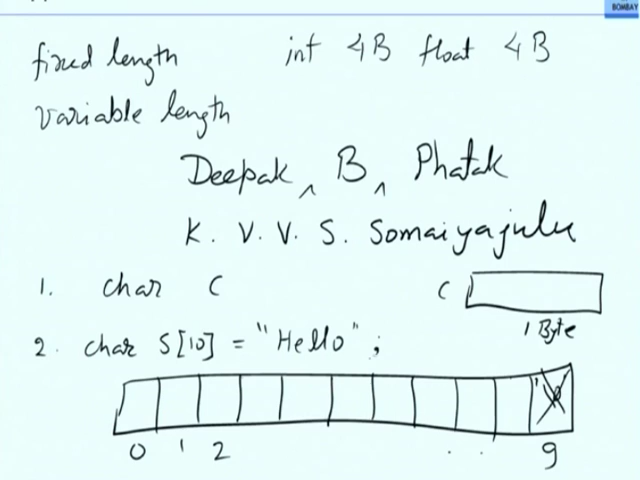 BOMBAY
fixed length int 4B float 4B
variable length
Deepak ^ B ^ Phatak
K. V. V. S. Somaiyajulu
1. char C C
1 Byte
2. char S[10] = "Hello";
0 1 2 . . 9